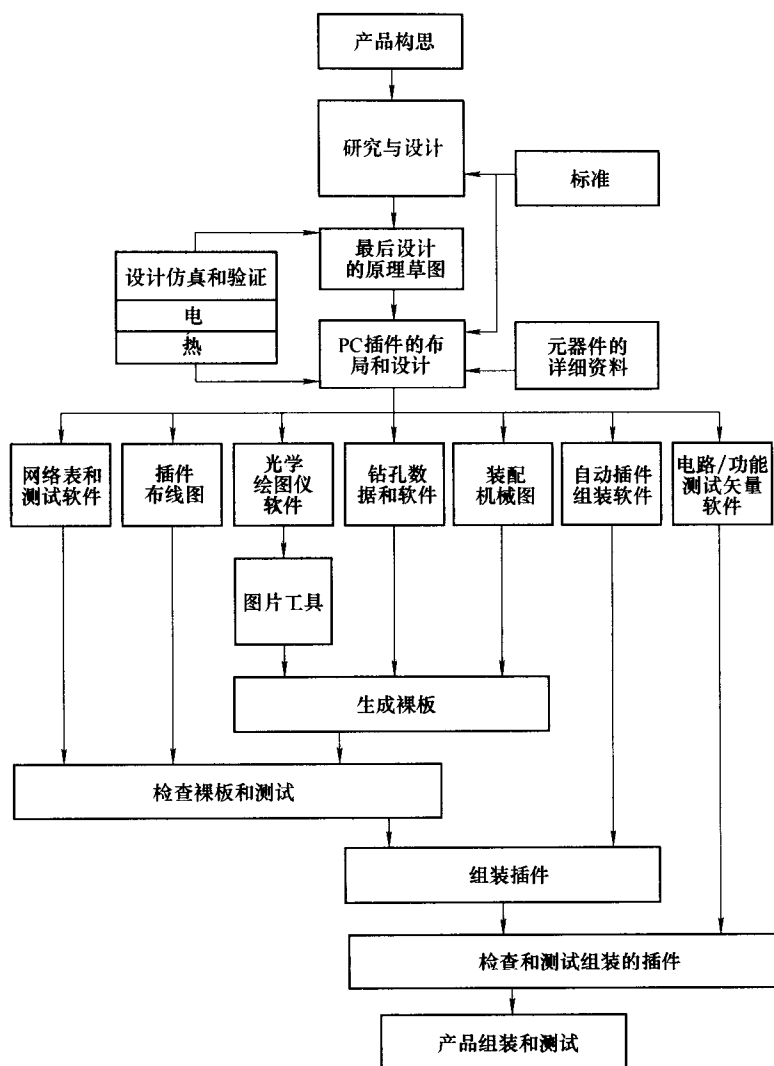 产品构思
研究与设计
标准
最后设计
的原理草图
设计仿真和验证
电
热
PC插件的布
局和设计
元器件的
详细资料
网络表和
测试软件
插件
布线图
光学
绘图仪
软件
钻孔数
据和软件
装配
机械图
自动插件
组装软件
电路/功能
测试矢量
软件
图片工具
生成裸板
检查裸板和测试
组装插件
检查和测试组装的插件
产品组装和测试